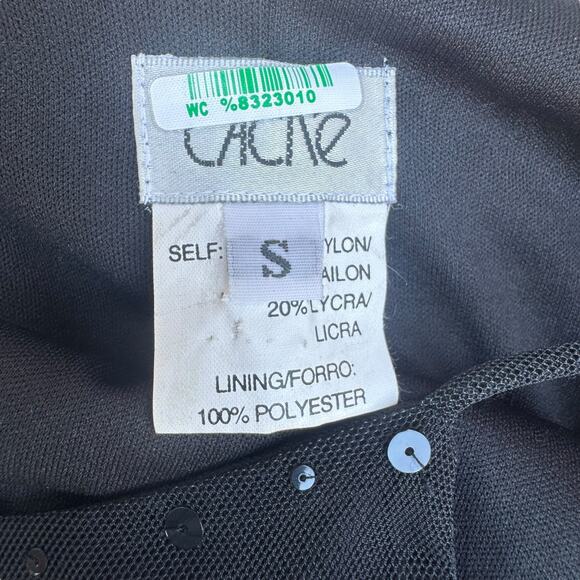 WC %8323010
CACHE
S
SELF: YLON/
AILON
20%LYCRA/
LICRA
LINING/FORRO:
100% POLYESTER